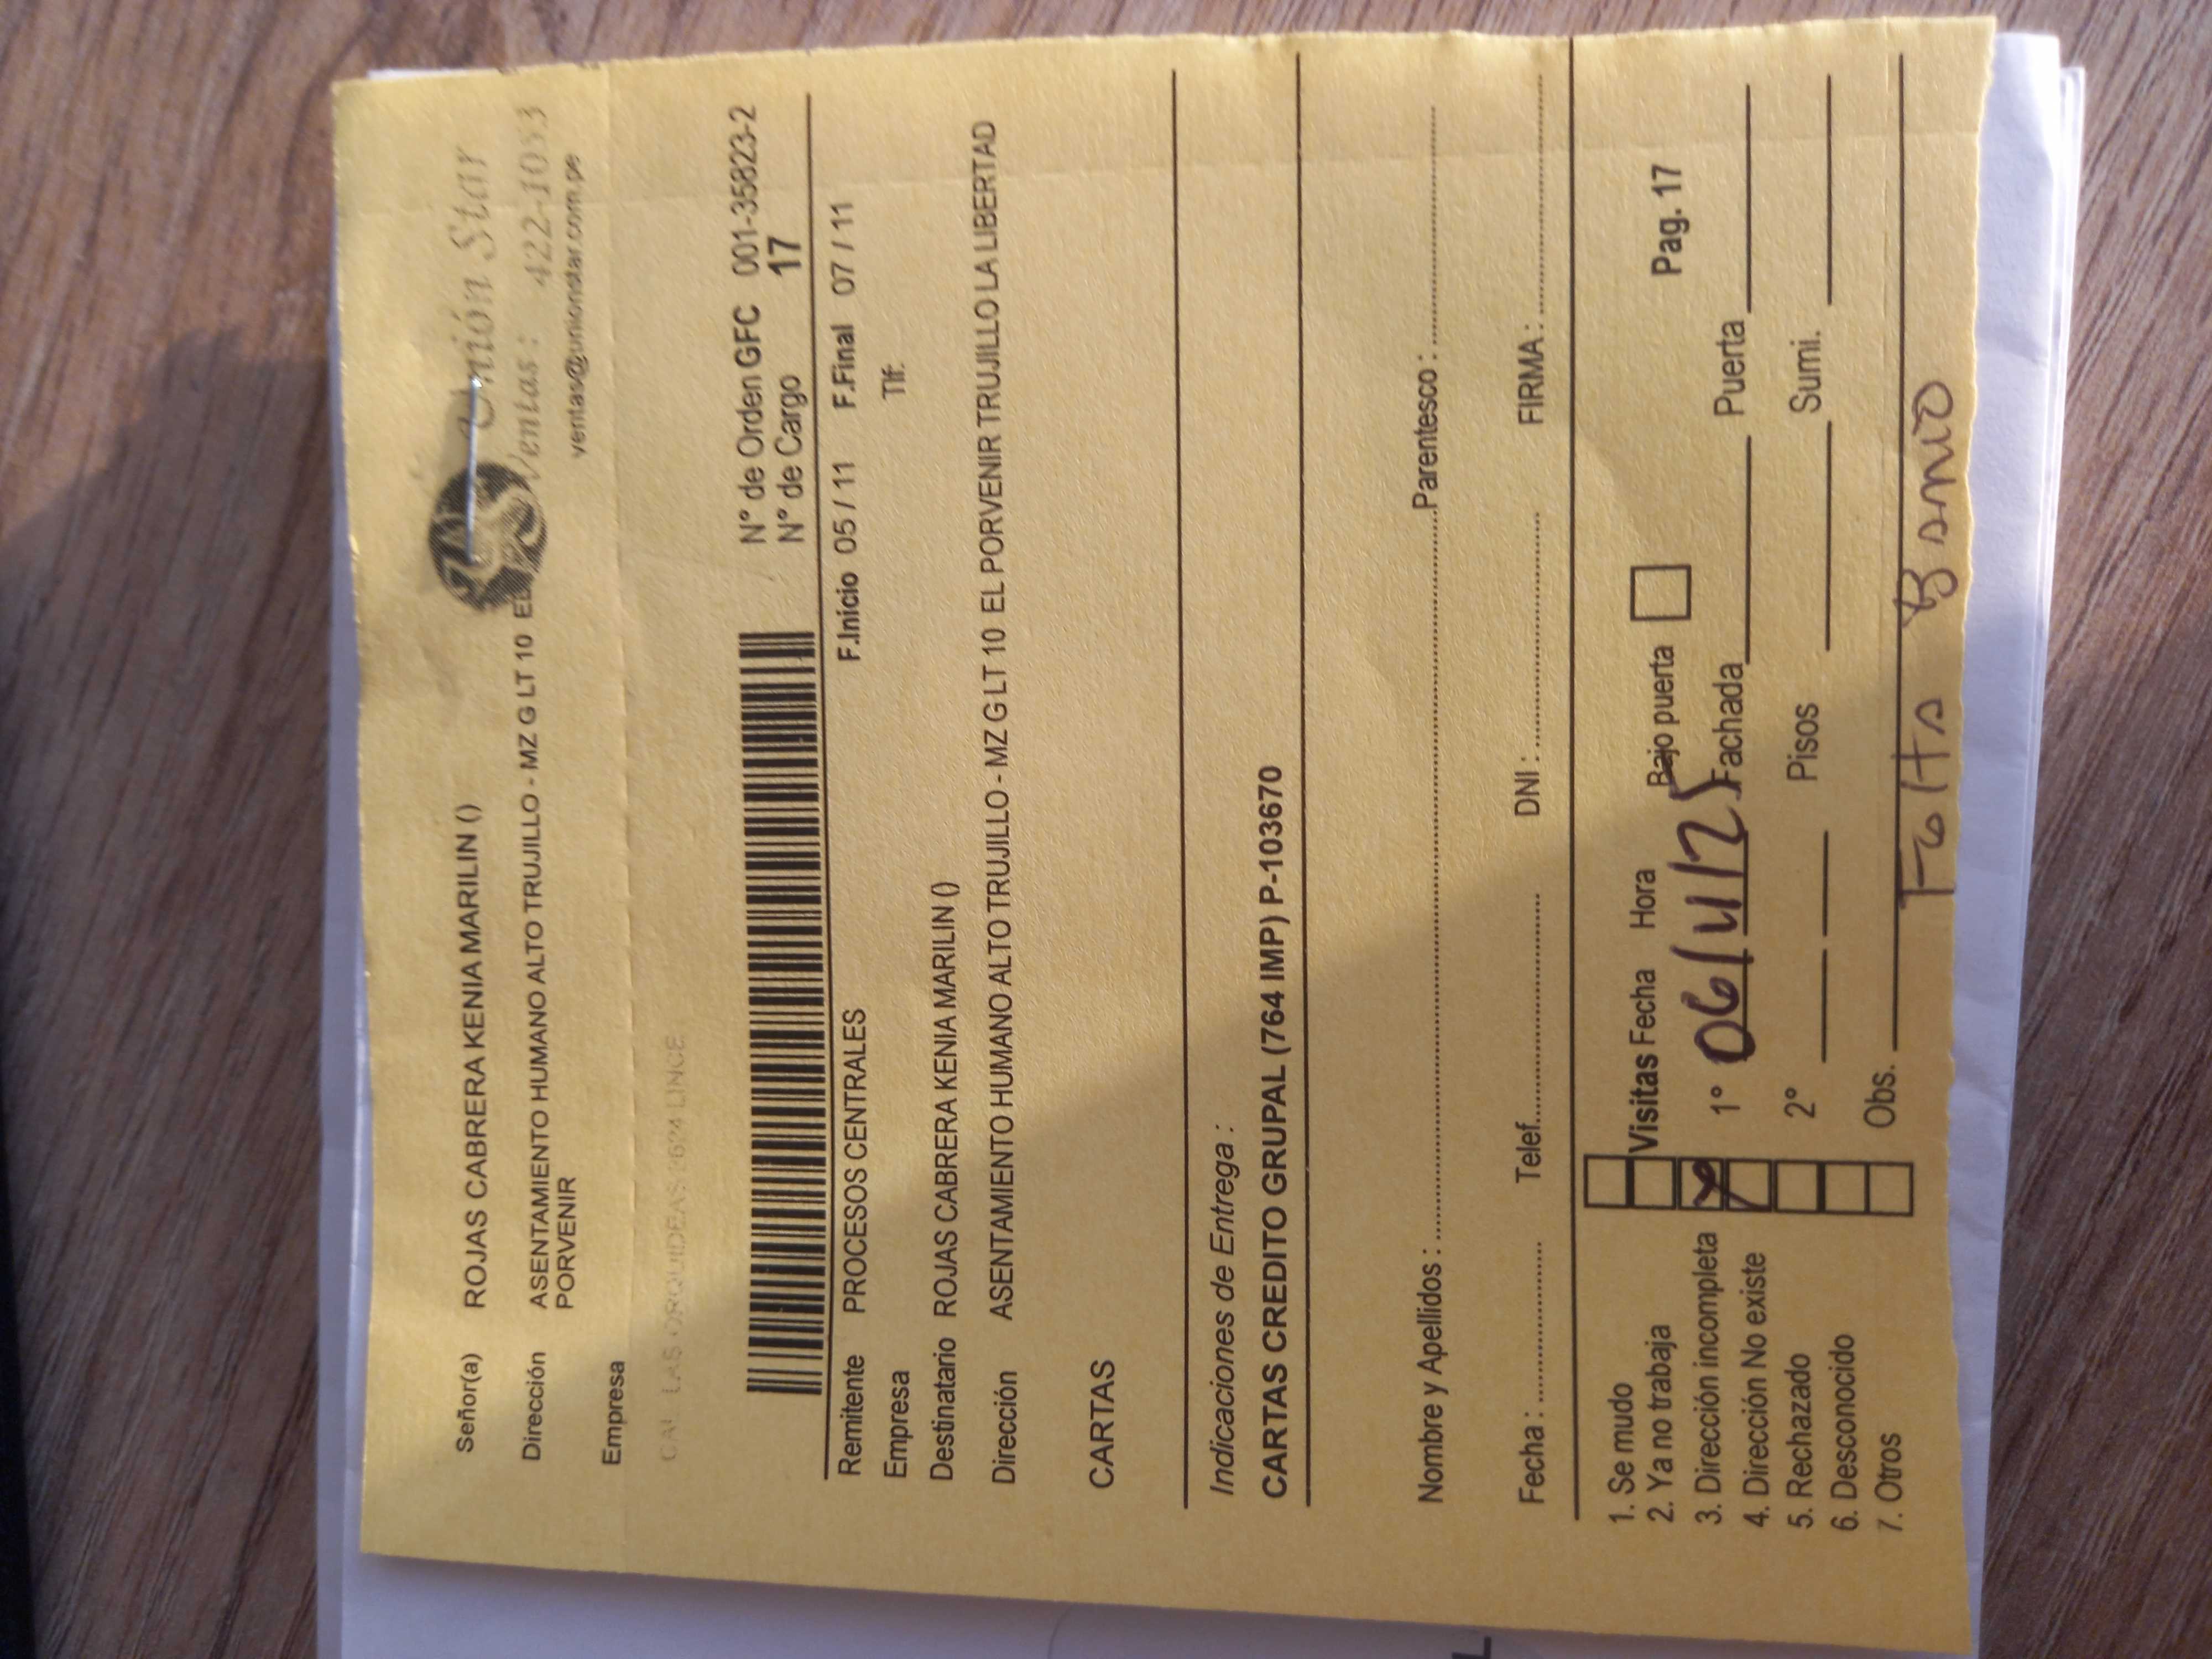 Unión Star
Ventas : 422-1053
ventas@unionstar.com.pe
Señor(a) ROJAS CABRERA KENIA MARILIN ()
Dirección ASENTAMIENTO HUMANO ALTO TRUJILLO - MZ G LT 10 EL
PORVENIR
Empresa
CAL. LAS ORQUIDEAS 2624 LINCE
N° de Orden GFC 001-35823-2
N° de Cargo 17
Remitente PROCESOS CENTRALES F.Inicio 05 / 11 F.Final 07 / 11
Empresa Tlf.
Destinatario ROJAS CABRERA KENIA MARILIN ()
Dirección ASENTAMIENTO HUMANO ALTO TRUJILLO - MZ G LT 10 EL PORVENIR TRUJILLO LA LIBERTAD
CARTAS
Indicaciones de Entrega :
CARTAS CREDITO GRUPAL (764 IMP) P-103670
Nombre y Apellidos : Parentesco :
Fecha : Telef. DNI : FIRMA :
1. Se mudo
2. Ya no trabaja Visitas Fecha Hora Bajo puerta Pag. 17
3. Dirección incompleta 1° 06/11/25 Fachada Puerta
4. Dirección No existe
5. Rechazado 2° Pisos Sumi.
6. Desconocido
7. Otros Obs.
Falta Barrio